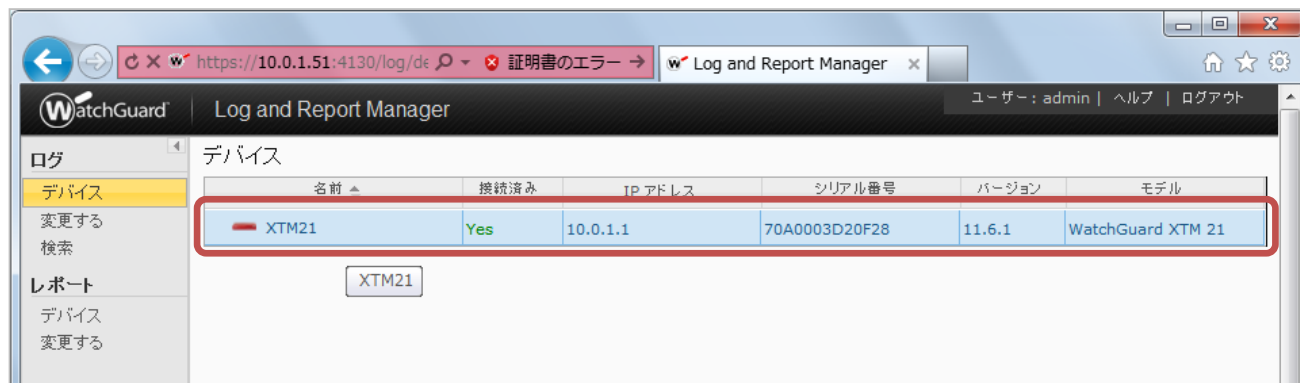 https://10.0.1.51:4130/log/de 証明書のエラー Log and Report Manager
WatchGuard Log and Report Manager ユーザー: admin | ヘルプ | ログアウト
ログ
デバイス
変更する
検索
レポート
デバイス
変更する
デバイス
名前 接続済み IP アドレス シリアル番号 バージョン モデル
XTM21 Yes 10.0.1.1 70A0003D20F28 11.6.1 WatchGuard XTM 21
XTM21